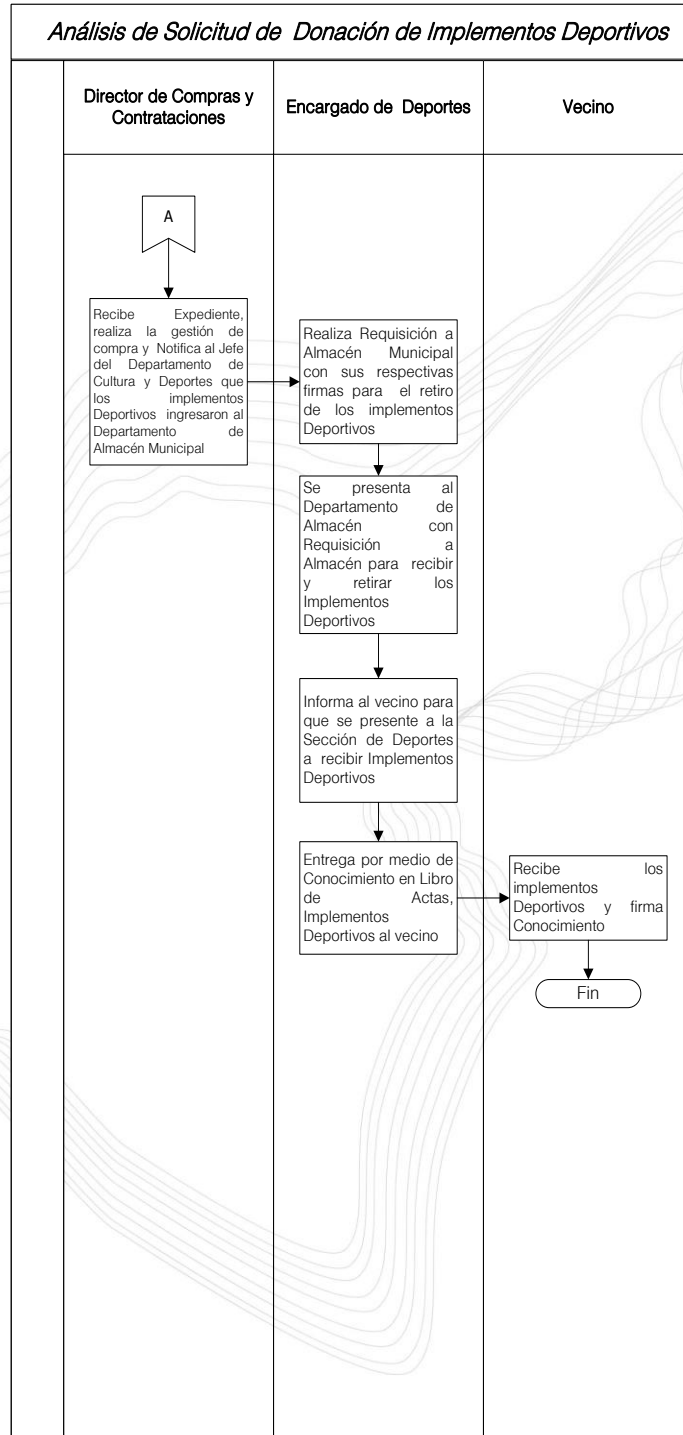 Análisis de Solicitud de Donación de Implementos Deportivos
Director de Compras y
Contrataciones
Encargado de Deportes
Vecino
A
Recibe Expediente,
realiza la gestión de
compra y Notifica al Jefe
del Departamento de
Cultura y Deportes que
los implementos
Deportivos ingresaron al
Departamento de
Almacén Municipal
Realiza Requisición a
Almacén Municipal
con sus respectivas
firmas para el retiro
de los implementos
Deportivos
Se presenta al
Departamento de
Almacén con
Requisición a
Almacén para recibir
y retirar los
Implementos
Deportivos
Informa al vecino para
que se presente a la
Sección de Deportes
a recibir Implementos
Deportivos
Entrega por medio de
Conocimiento en Libro
de Actas,
Implementos
Deportivos al vecino
Recibe los
implementos
Deportivos y firma
Conocimiento
Fin